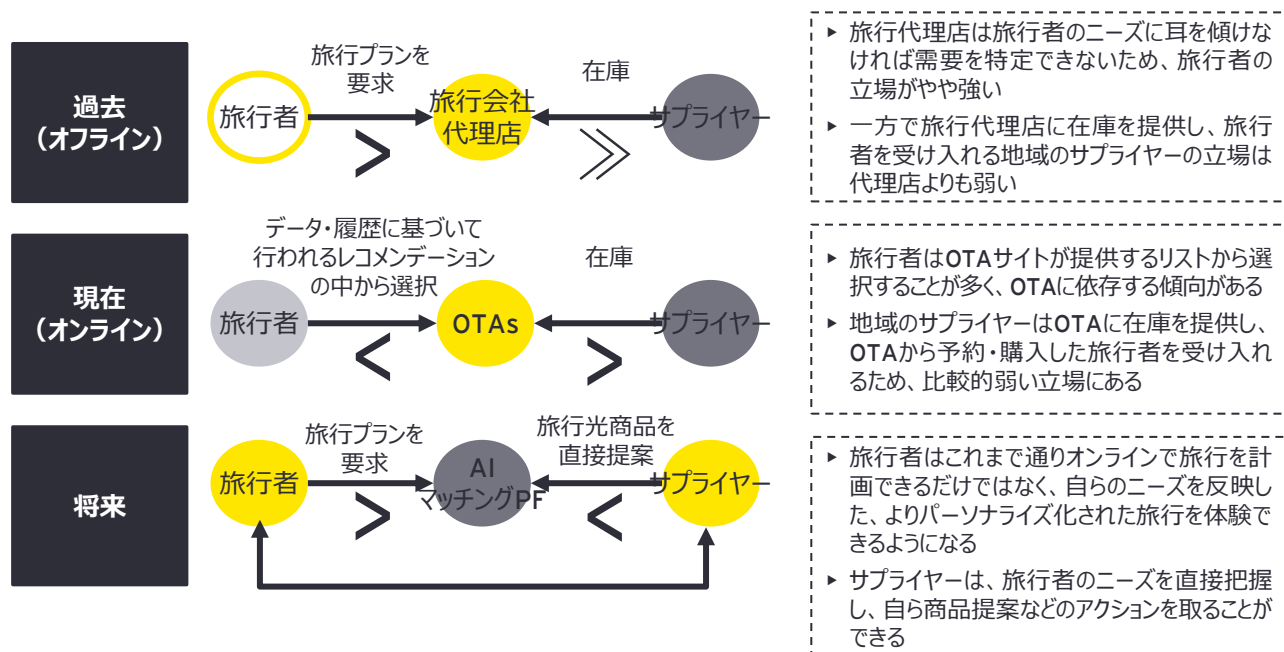 過去
（オフライン）
旅行者
旅行プランを
要求
>
旅行会社
代理店
在庫
≫
サプライヤー
▶ 旅行代理店は旅行者のニーズに耳を傾けな
ければ需要を特定できないため、旅行者の
立場がやや強い
▶ 一方で旅行代理店に在庫を提供し、旅行
者を受け入れる地域のサプライヤーの立場は
代理店よりも弱い
現在
（オンライン）
旅行者
データ・履歴に基づいて
行われるレコメンデーション
の中から選択
<
OTAs
在庫
>
サプライヤー
▶ 旅行者はOTAサイトが提供するリストから選
択することが多く、OTAに依存する傾向がある
▶ 地域のサプライヤーはOTAに在庫を提供し、
OTAから予約・購入した旅行者を受け入れ
るため、比較的弱い立場にある
将来
旅行者
旅行プランを
要求
>
AI
マッチングPF
旅行光商品を
直接提案
<
サプライヤー
▶ 旅行者はこれまで通りオンラインで旅行を計
画できるだけではなく、自らのニーズを反映し
た、よりパーソナライズ化された旅行を体験で
きるようになる
▶ サプライヤーは、旅行者のニーズを直接把握
し、自ら商品提案などのアクションを取ることが
できる